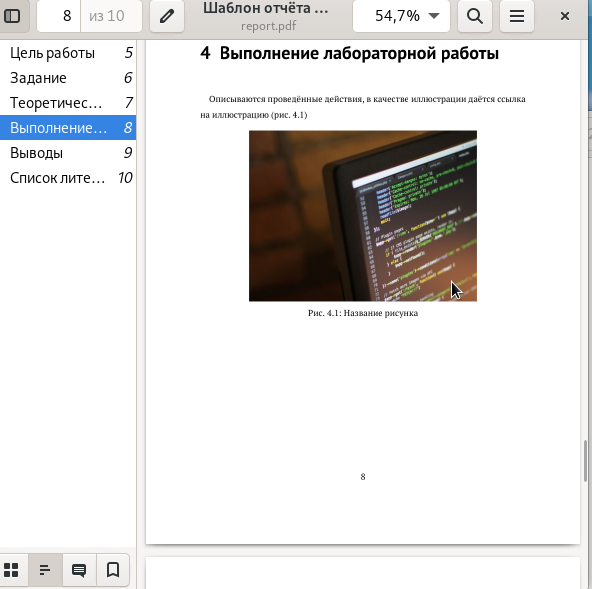 8 из 10
Шаблон отчёта ...
report.pdf
54,7%
Цель работы 5
Задание 6
Теоретичес... 7
Выполнение... 8
Выводы 9
Список лите... 10
4 Выполнение лабораторной работы
Описываются проведённые действия, в качестве иллюстрации даётся ссылка
на иллюстрацию (рис. 4.1)
Рис. 4.1: Название рисунка
8